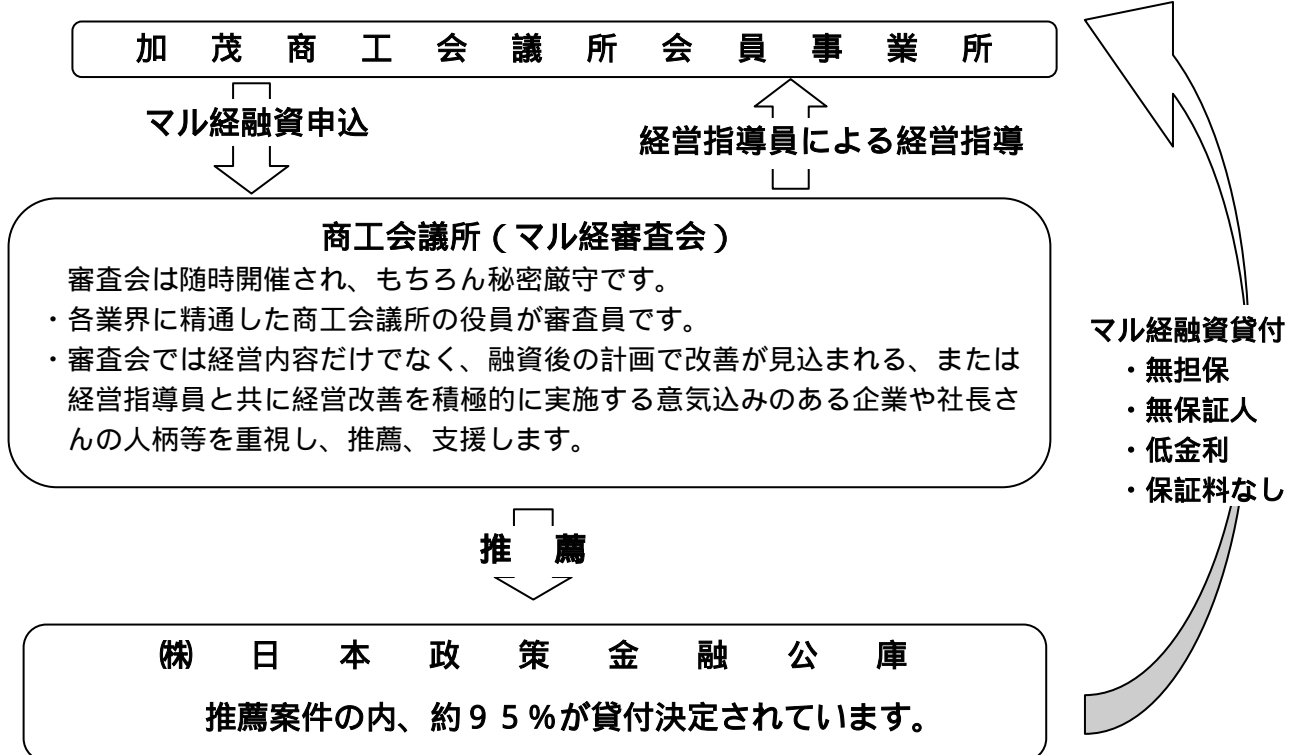 加茂商工会議所会員事業所
マル経融資申込
経営指導員による経営指導
商工会議所(マル経審査会)
審査会は随時開催され、もちろん秘密厳守です。
・各業界に精通した商工会議所の役員が審査員です。
・審査会では経営内容だけでなく、融資後の計画で改善が見込まれる、または
経営指導員と共に経営改善を積極的に実施する意気込みのある企業や社長さ
んの人柄等を重視し、推薦、支援します。
マル経融資貸付
・無担保
・無保証人
・低金利
・保証料なし
推 薦
㈱日本政策金融公庫
推薦案件の内、約95%が貸付決定されています。